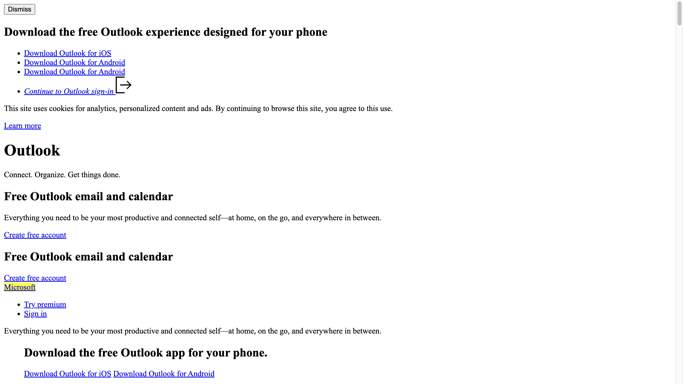 Dismiss
Download the free Outlook experience designed for your phone
Download Outlook for iOS
Download Outlook for Android
Download Outlook for Android
Continue to Outlook sign-in
This site uses cookies for analytics, personalized content and ads. By continuing to browse this site, you agree to this use.
Learn more
Outlook
Connect. Organize. Get things done.
Free Outlook email and calendar
Everything you need to be your most productive and connected self—at home, on the go, and everywhere in between.
Create free account
Free Outlook email and calendar
Create free account
Microsoft
Try premium
Sign in
Everything you need to be your most productive and connected self—at home, on the go, and everywhere in between.
Download the free Outlook app for your phone.
Download Outlook for iOS Download Outlook for Android